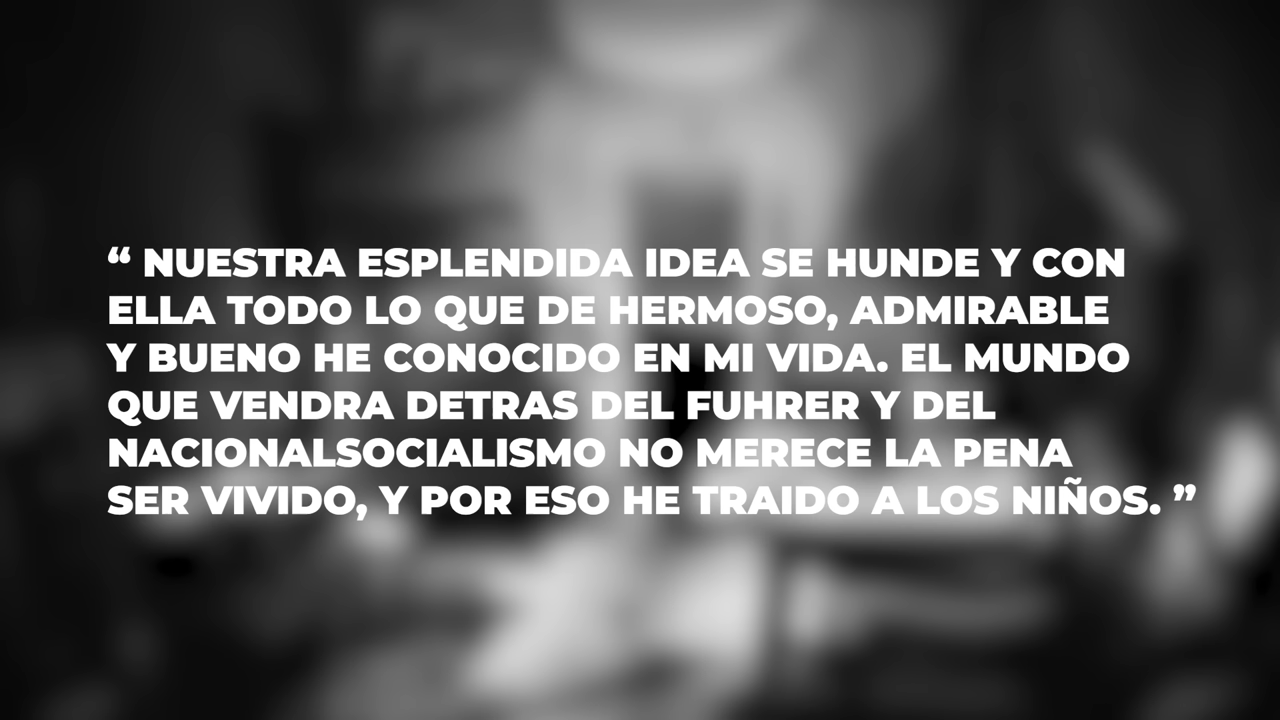 “ NUESTRA ESPLENDIDA IDEA SE HUNDE Y CON
ELLA TODO LO QUE DE HERMOSO, ADMIRABLE
Y BUENO HE CONOCIDO EN MI VIDA. EL MUNDO
QUE VENDRA DETRAS DEL FUHRER Y DEL
NACIONALSOCIALISMO NO MERECE LA PENA
SER VIVIDO, Y POR ESO HE TRAIDO A LOS NIÑOS. ”